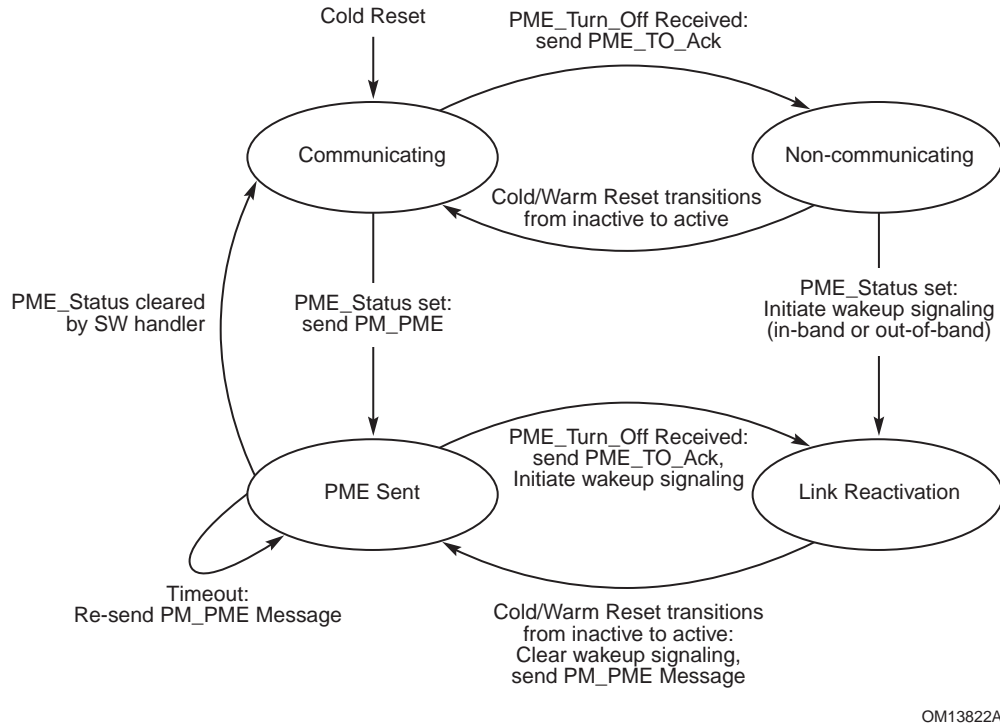 Cold Reset
PME_Turn_Off Received:
send PME_TO_Ack
Communicating
Non-communicating
Cold/Warm Reset transitions
from inactive to active
PME_Status cleared
by SW handler
PME_Status set:
send PM_PME
PME_Status set:
Initiate wakeup signaling
(in-band or out-of-band)
PME_Turn_Off Received:
send PME_TO_Ack,
Initiate wakeup signaling
PME Sent
Link Reactivation
Timeout:
Re-send PM_PME Message
Cold/Warm Reset transitions
from inactive to active:
Clear wakeup signaling,
send PM_PME Message
OM13822A